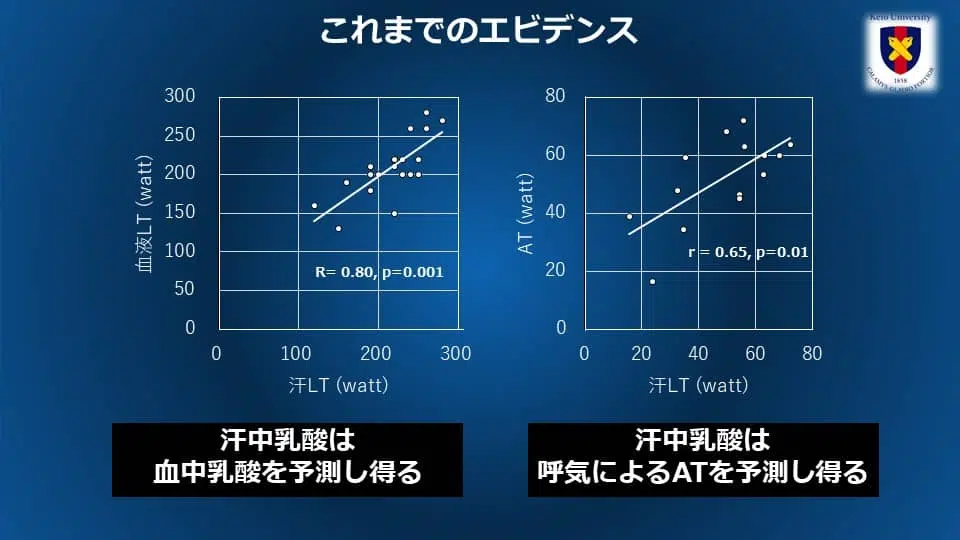 これまでのエビデンス
Keio University
1858
CALAMVS GLADIO FORTIOR
300
250
200
150
100
50
0
血液LT (watt)
0 100 200 300
汗LT (watt)
R= 0.80, p=0.001
80
60
40
20
0
AT (watt)
0 20 40 60 80
汗LT (watt)
r = 0.65, p=0.01
汗中乳酸は
血中乳酸を予測し得る
汗中乳酸は
呼気によるATを予測し得る